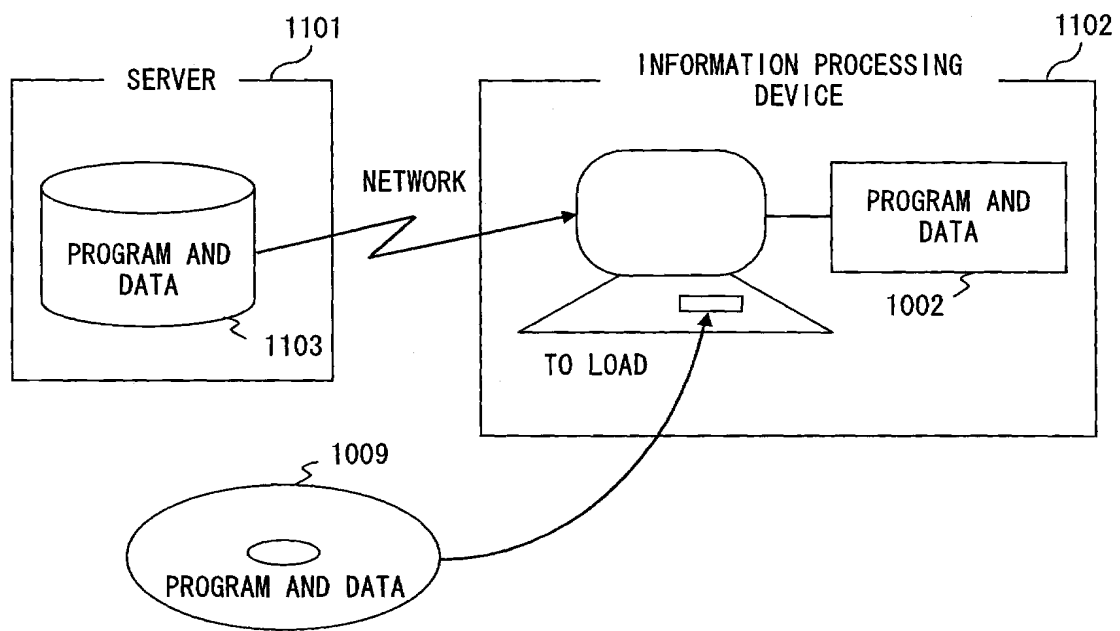 1101
SERVER
PROGRAM AND
DATA
1103
NETWORK
1102
INFORMATION PROCESSING
DEVICE
PROGRAM AND
DATA
1002
TO LOAD
1009
PROGRAM AND DATA